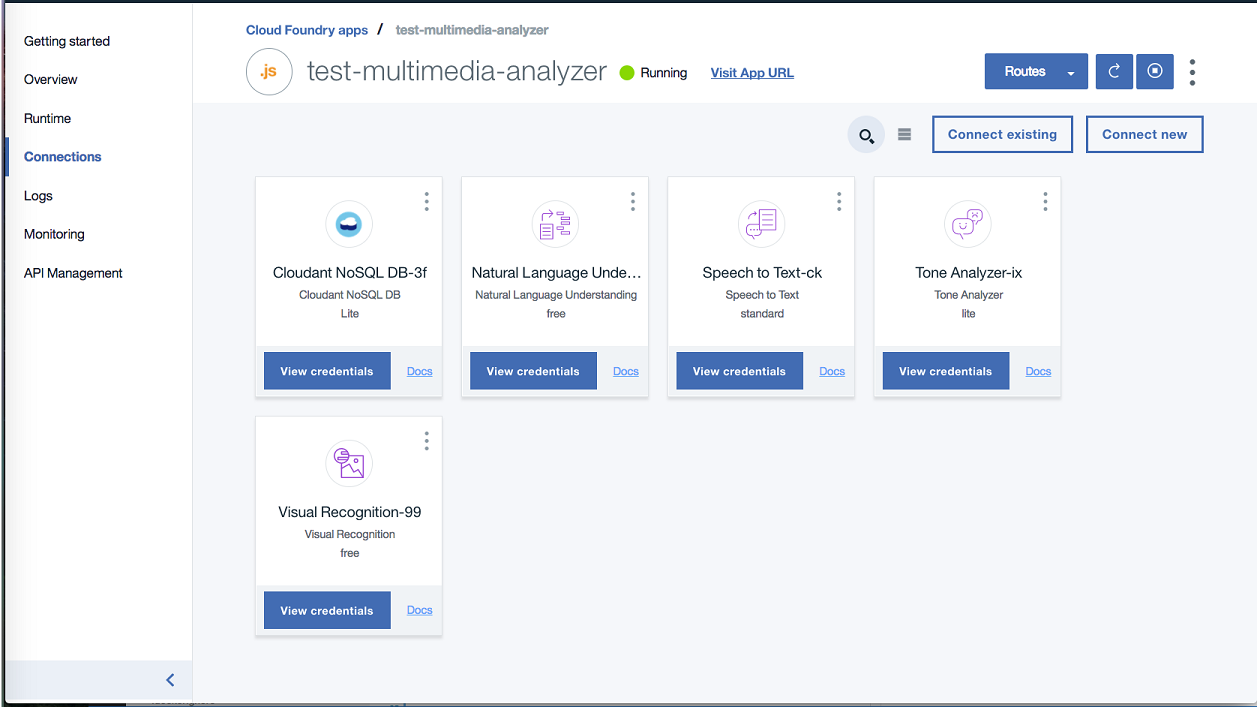 Getting started
Overview
Runtime
Connections
Logs
Monitoring
API Management
Cloud Foundry apps / test-multimedia-analyzer
.js
test-multimedia-analyzer
Running
Visit App URL
Routes
Connect existing
Connect new
Cloudant NoSQL DB-3f
Cloudant NoSQL DB
Lite
View credentials
Docs
Natural Language Unde...
Natural Language Understanding
free
View credentials
Docs
Speech to Text-ck
Speech to Text
standard
View credentials
Docs
Tone Analyzer-ix
Tone Analyzer
lite
View credentials
Docs
Visual Recognition-99
Visual Recognition
free
View credentials
Docs